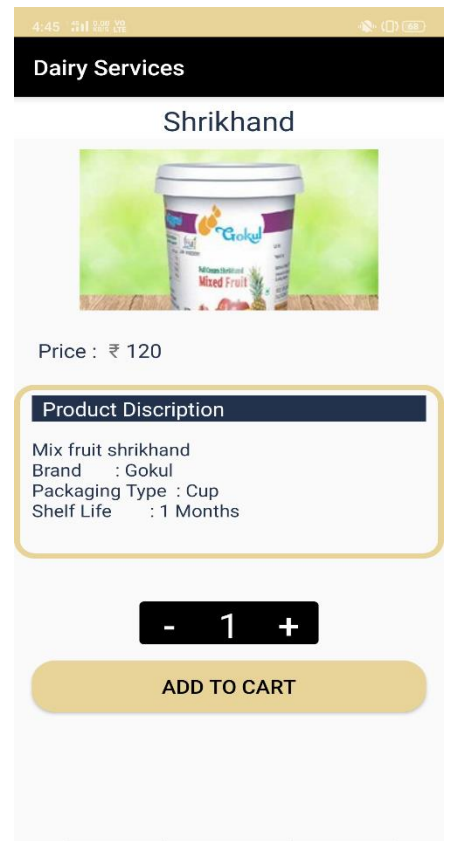 4:45
Dairy Services
Shrikhand
Gokul
Mixed Fruit
Price : ₹ 120
Product Discription
Mix fruit shrikhand
Brand : Gokul
Packaging Type : Cup
Shelf Life : 1 Months
- 1 +
ADD TO CART